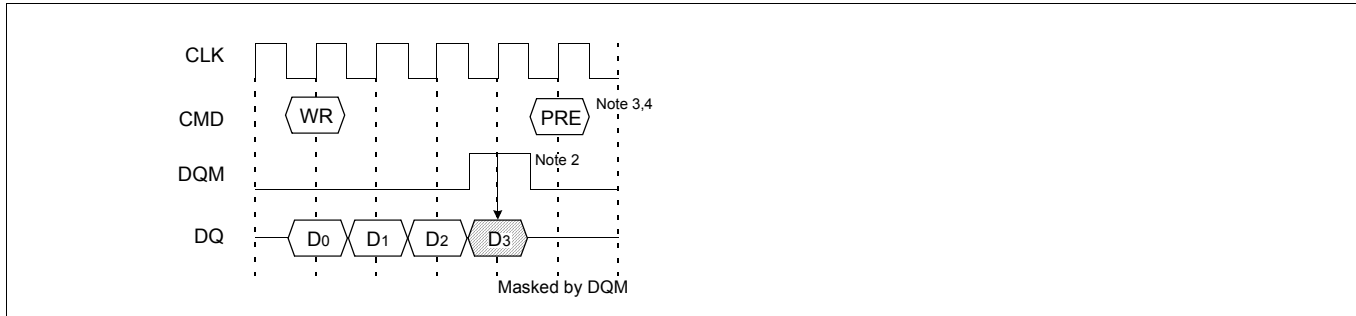 CLK
CMD WR PRE Note 3,4
DQM Note 2
DQ D0 D1 D2 D3
Masked by DQM